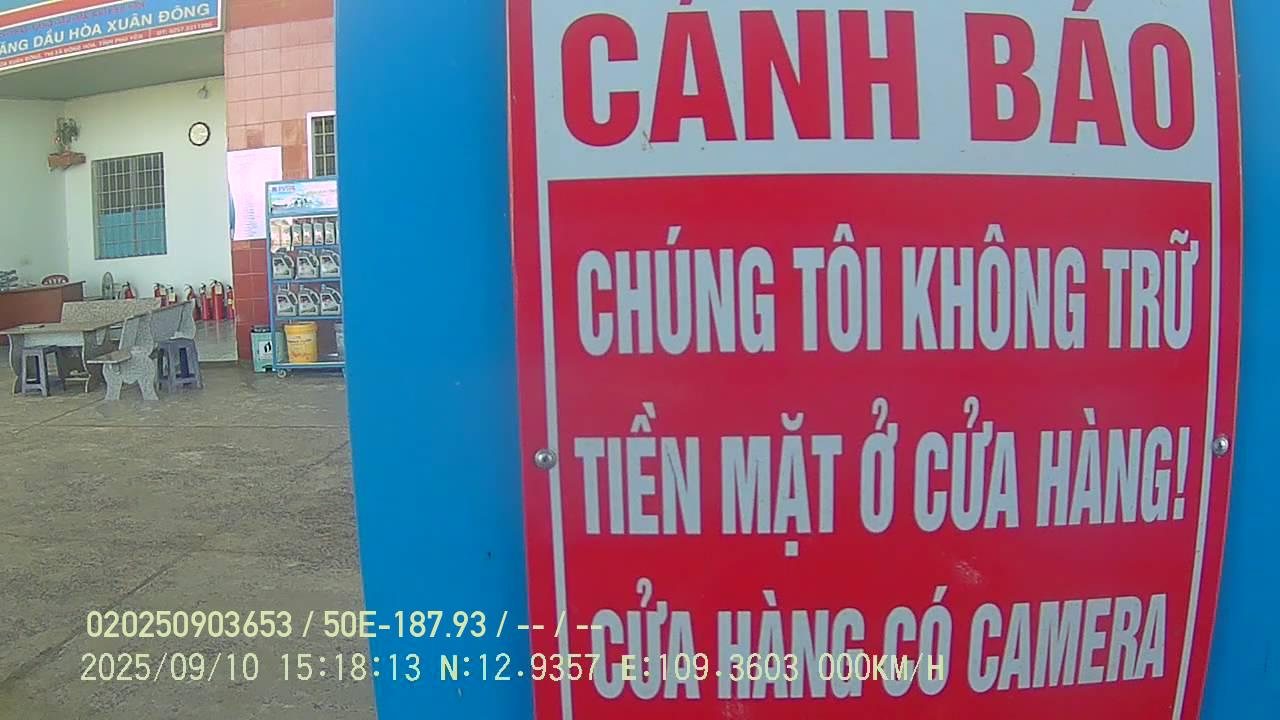 ĂNG DẦU HÒA XUÂN ĐÔNG
CẢNH BÁO
CHÚNG TÔI KHÔNG TRỮ
TIỀN MẶT Ở CỬA HÀNG!
CỬA HÀNG CÓ CAMERA
020250903653 / 50E-187.93 / -- / --
2025/09/10 15:18:13 N:12.9357 E:109.3603 000KM/H